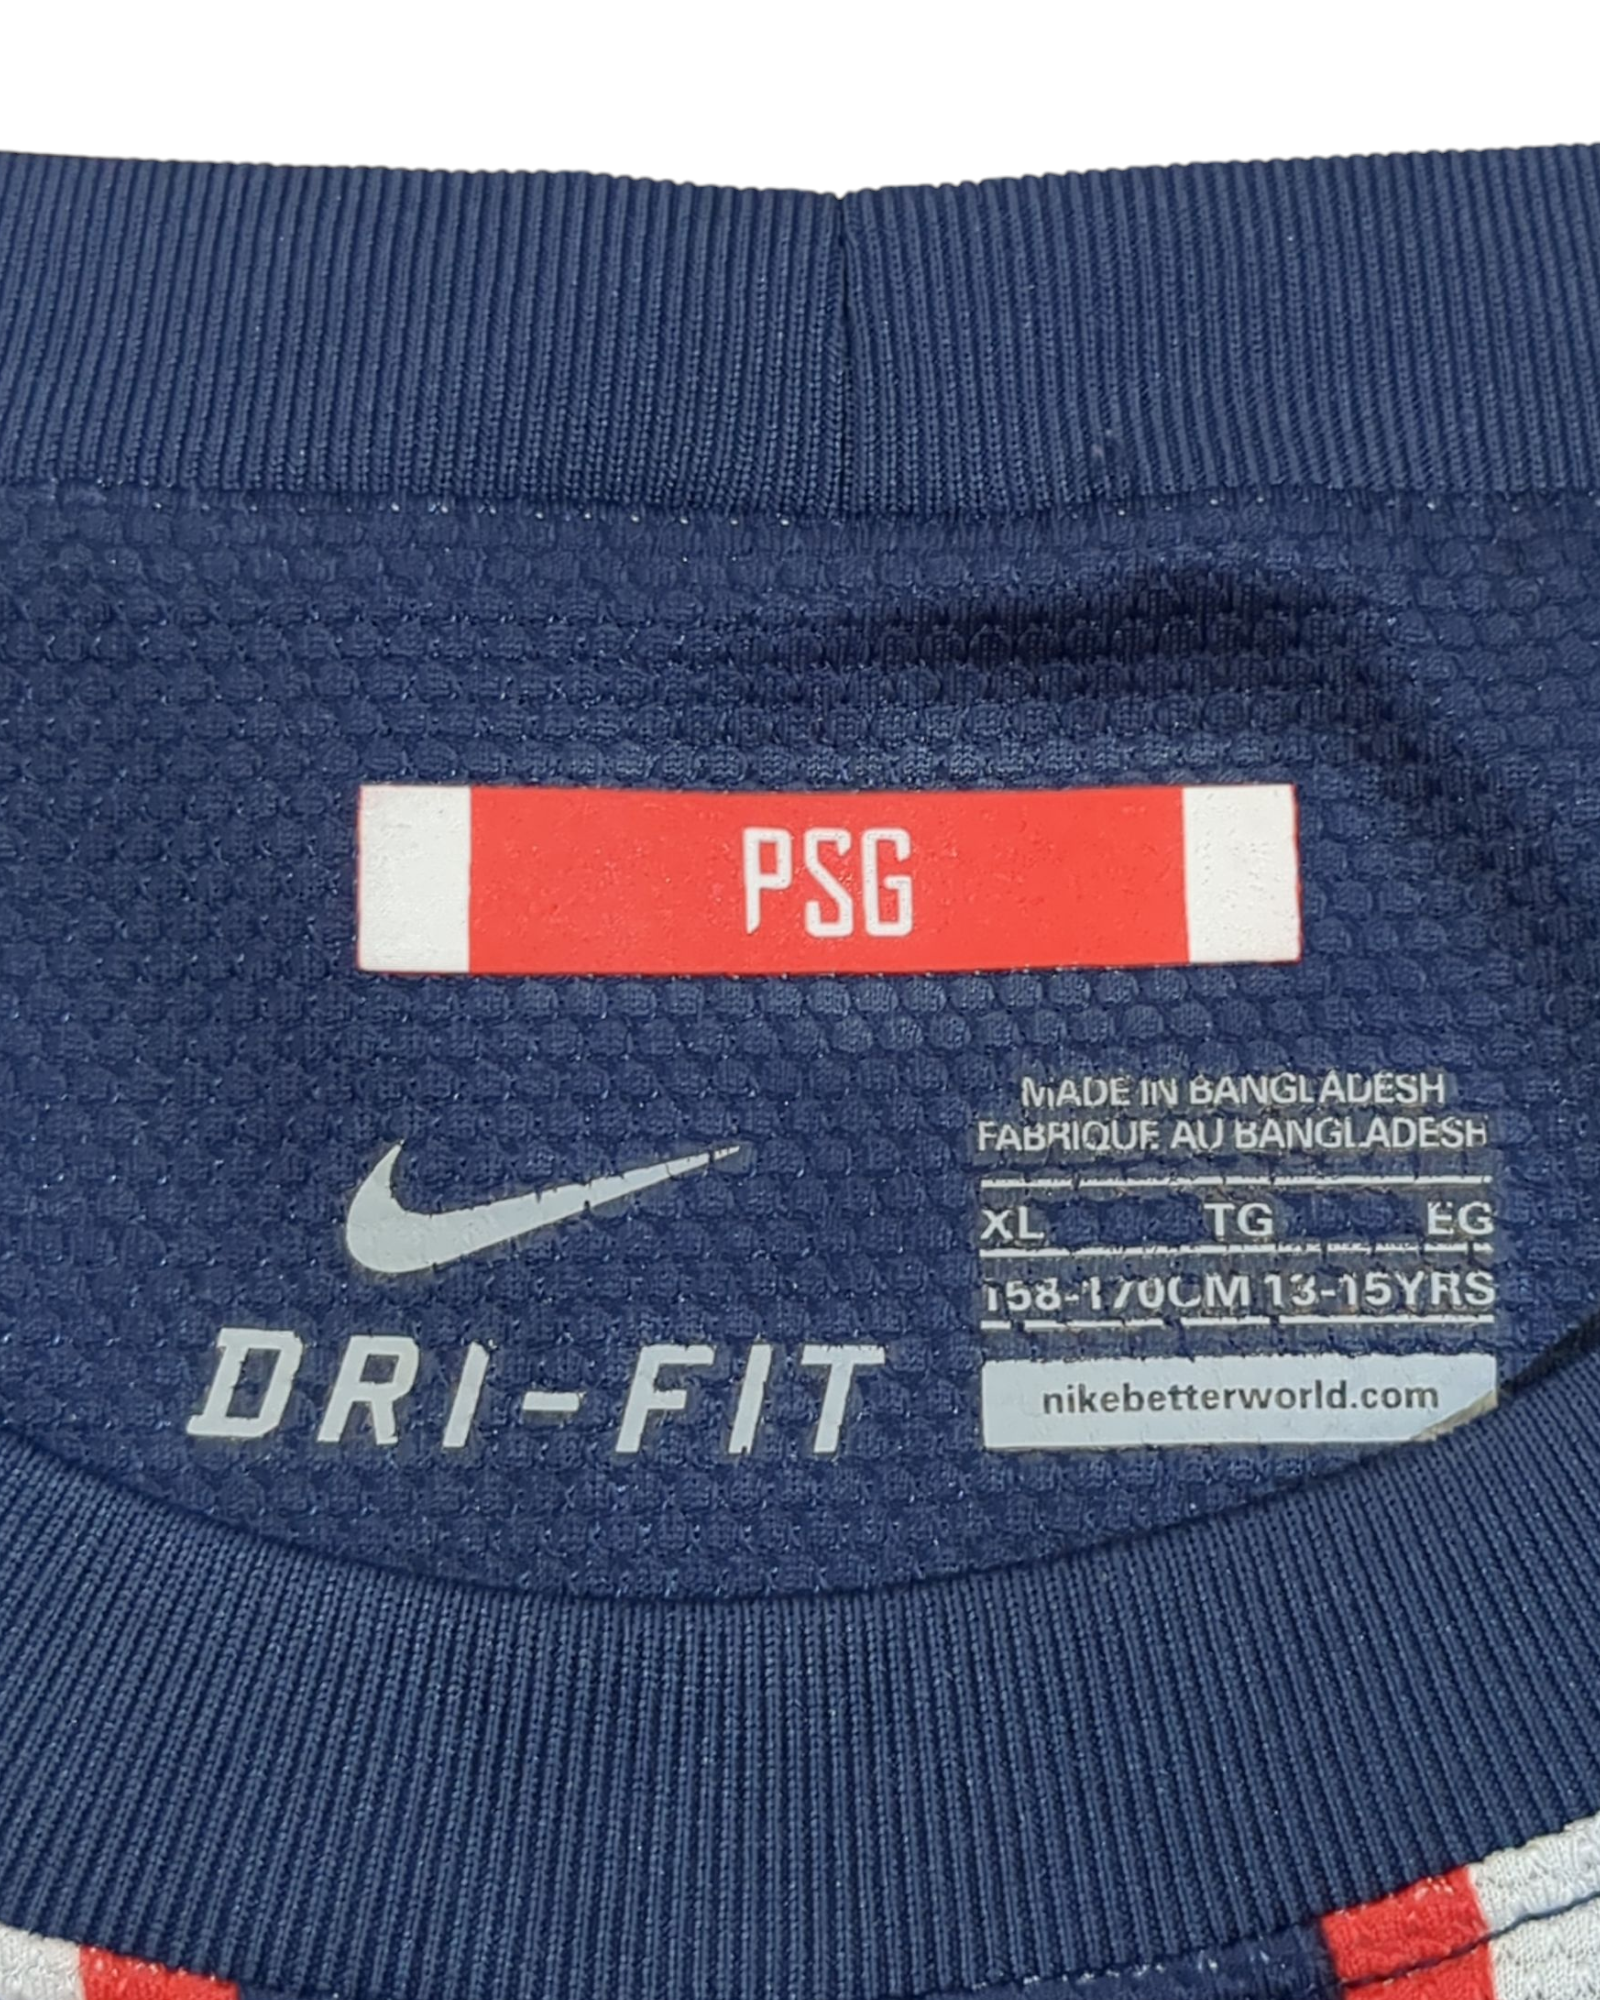 PSG
DRI-FIT
MADE IN BANGLADESH
FABRIQUE AU BANGLADESH
XL TG EG
158-170CM 13-15YRS
nikebetterworld.com